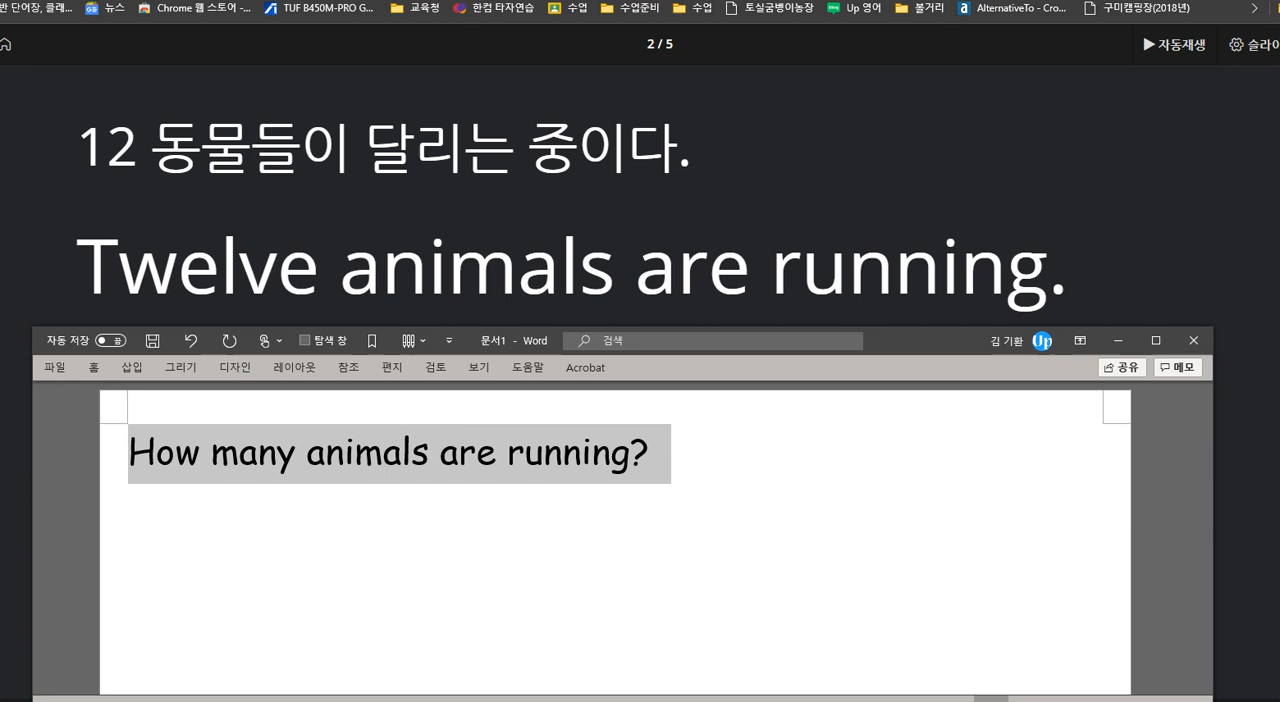 반 단어장, 클래... 뉴스 Chrome 웹 스토어 -... TUF B450M-PRO G... 교육청 한컴 타자연습 수업 수업준비 수업 토실굼벵이농장 Up 영어 볼거리 AlternativeTo - Cro... 구미캠핑장(2018년)
2 / 5 자동재생 슬라이
12 동물들이 달리는 중이다.
Twelve animals are running.
자동 저장 끔 탐색 창 문서1 - Word 검색 김 기환 Up
파일 홈 삽입 그리기 디자인 레이아웃 참조 편지 검토 보기 도움말 Acrobat 공유 메모
How many animals are running?